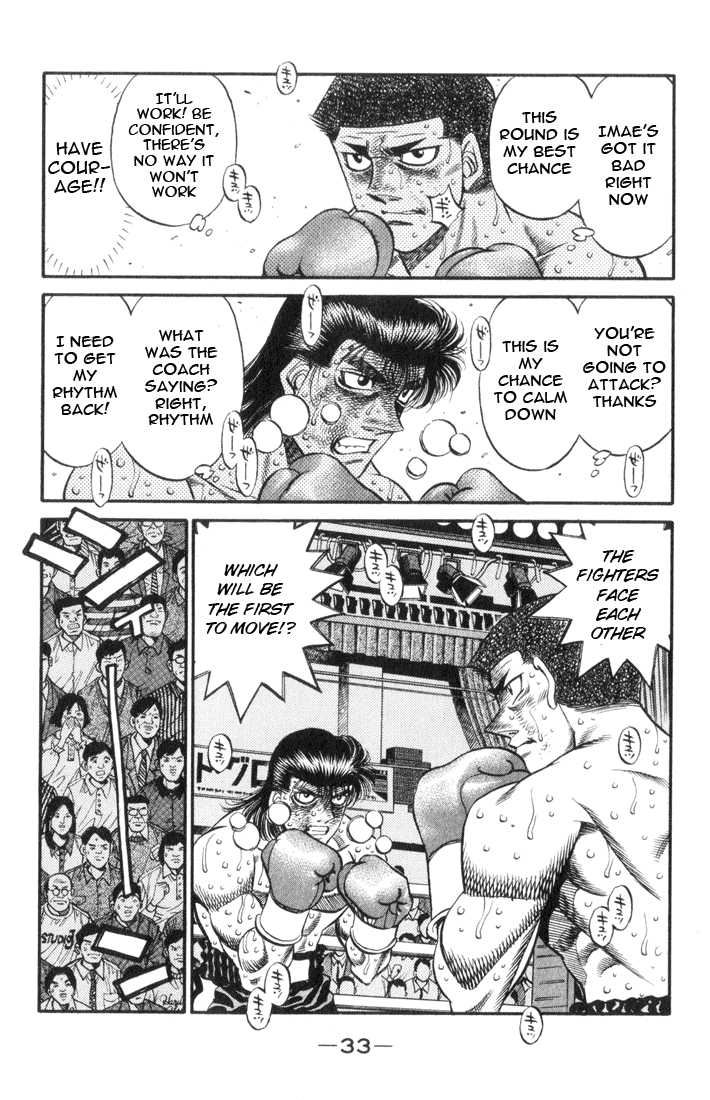 IMAE'S
GOT IT
BAD
RIGHT
NOW
THIS
ROUND IS
MY BEST
CHANCE
IT'LL
WORK! BE
CONFIDENT,
THERE'S
NO WAY IT
WON'T
WORK
HAVE
COUR-
AGE!!
YOU'RE
NOT
GOING TO
ATTACK?
THANKS
THIS IS
MY
CHANCE
TO CALM
DOWN
WHAT
WAS THE
COACH
SAYING?
RIGHT,
RHYTHM
I NEED
TO GET
MY
RHYTHM
BACK!
THE
FIGHTERS
FACE
EACH
OTHER
WHICH
WILL BE
THE FIRST
TO MOVE!?
トグロ
STUDIO
—33—